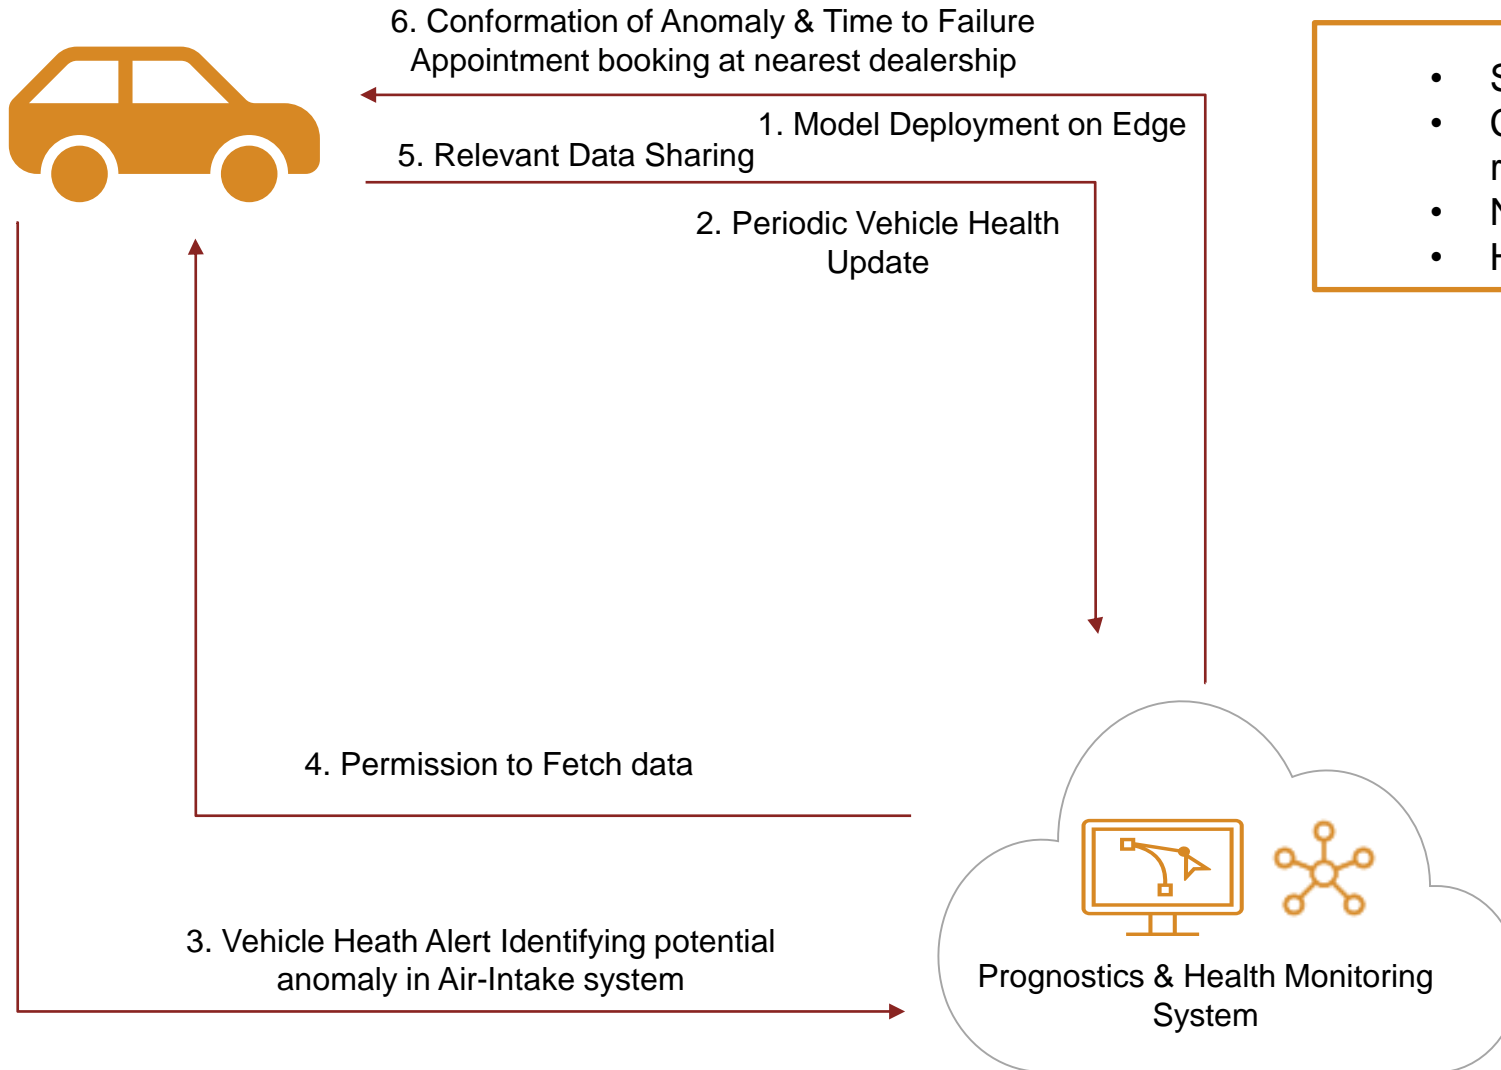 6. Conformation of Anomaly & Time to Failure
Appointment booking at nearest dealership
1. Model Deployment on Edge
5. Relevant Data Sharing
2. Periodic Vehicle Health
Update
4. Permission to Fetch data
3. Vehicle Heath Alert Identifying potential
anomaly in Air-Intake system
Prognostics & Health Monitoring
System